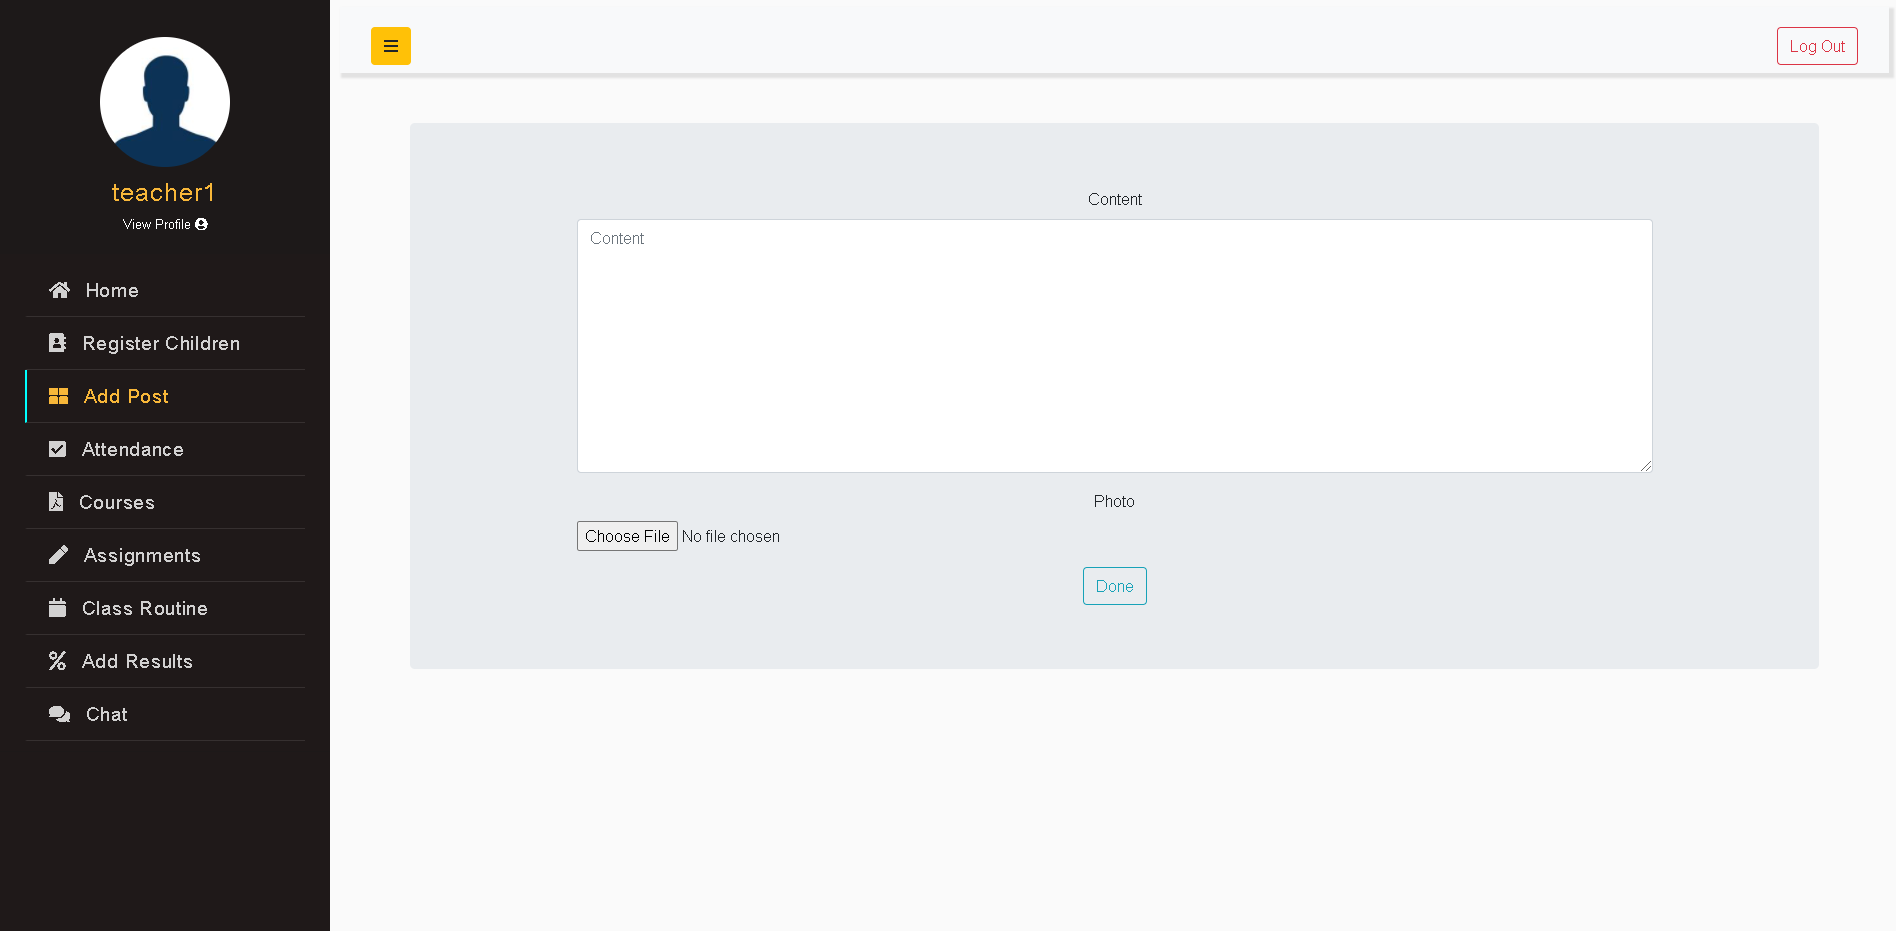 teacher1
View Profile
Home
Register Children
Add Post
Attendance
Courses
Assignments
Class Routine
Add Results
Chat
Log Out
Content
Content
Photo
Choose File No file chosen
Done